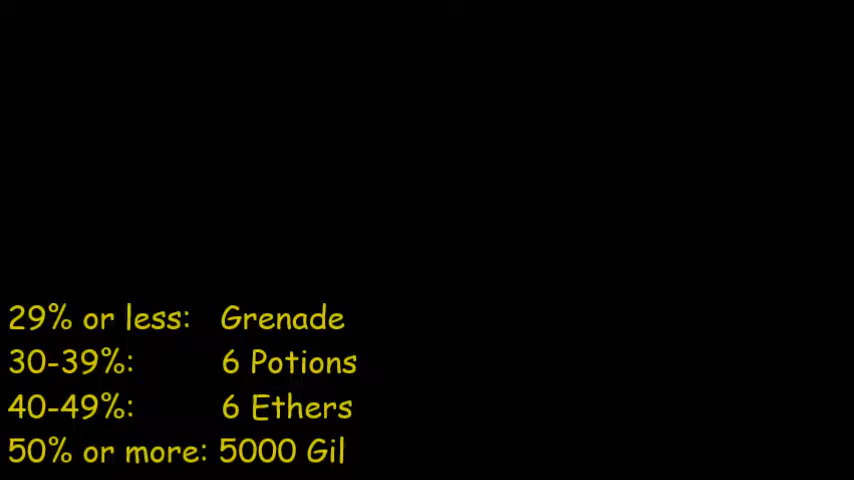 29% or less: Grenade
30-39%: 6 Potions
40-49%: 6 Ethers
50% or more: 5000 Gil